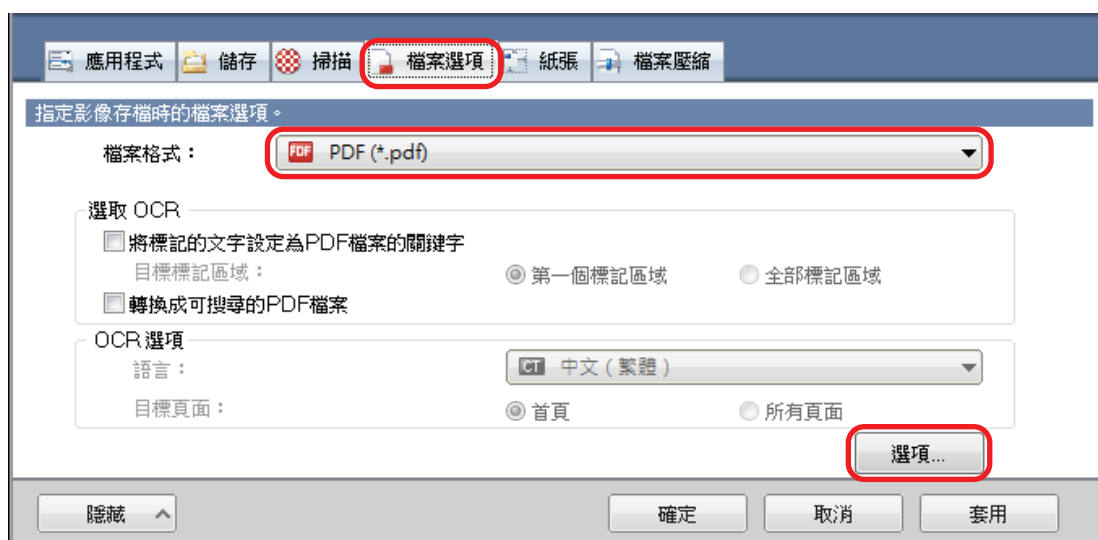 應用程式 儲存 掃描 檔案選項 紙張 檔案壓縮
指定影像存檔時的檔案選項。
檔案格式： PDF PDF (*.pdf)
選取 OCR
將標記的文字設定為PDF檔案的關鍵字
目標標記區域： 第一個標記區域 全部標記區域
轉換成可搜尋的PDF檔案
OCR 選項
語言： CT 中文（繁體）
目標頁面： 首頁 所有頁面
選項...
隱藏 確定 取消 套用